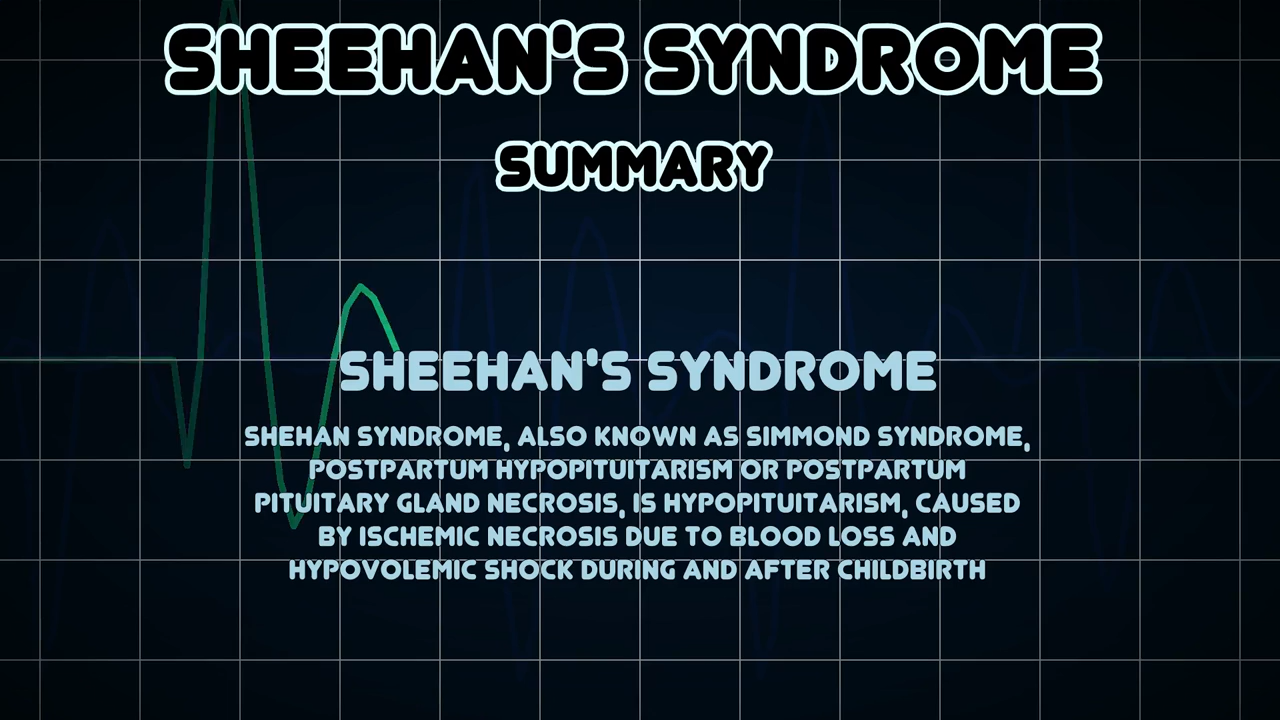 SHEEHAN'S SYNDROME
SUMMARY
SHEEHAN'S SYNDROME
SHEHAN SYNDROME, ALSO KNOWN AS SIMMOND SYNDROME,
POSTPARTUM HYPOPITUITARISM OR POSTPARTUM
PITUITARY GLAND NECROSIS, IS HYPOPITUITARISM, CAUSED
BY ISCHEMIC NECROSIS DUE TO BLOOD LOSS AND
HYPOVOLEMIC SHOCK DURING AND AFTER CHILDBIRTH